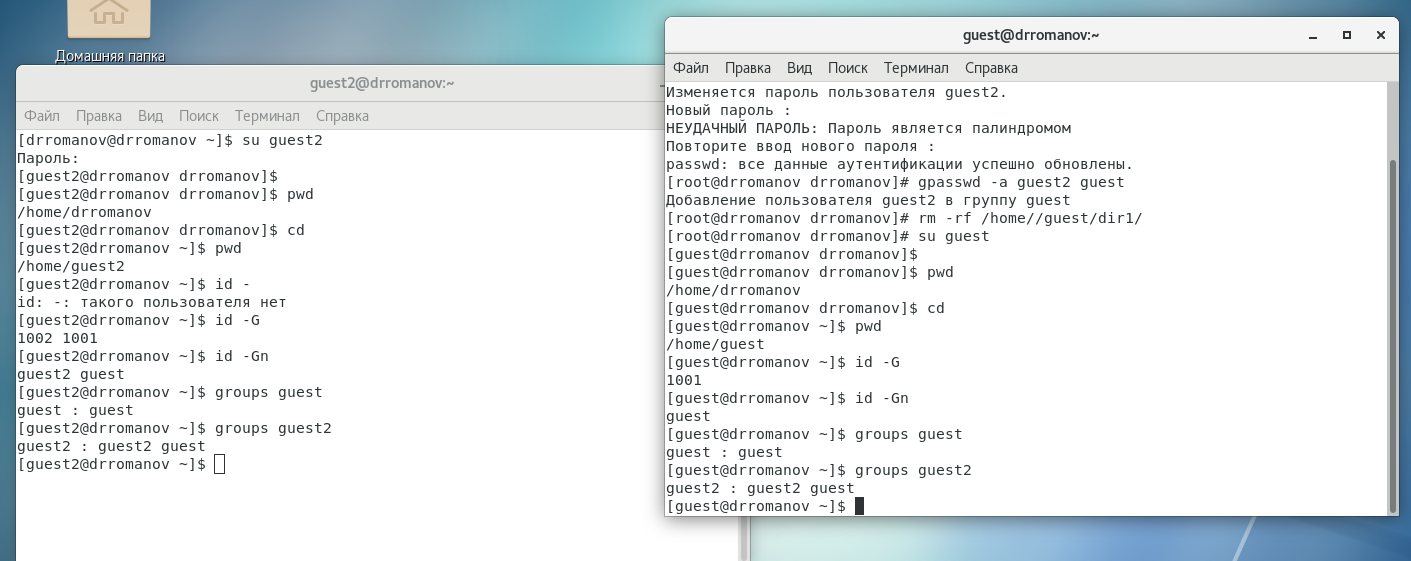 Домашняя папка
guest2@drromanov:~
Файл Правка Вид Поиск Терминал Справка
[drromanov@drromanov ~]$ su guest2
Пароль:
[guest2@drromanov drromanov]$
[guest2@drromanov drromanov]$ pwd
/home/drromanov
[guest2@drromanov drromanov]$ cd
[guest2@drromanov ~]$ pwd
/home/guest2
[guest2@drromanov ~]$ id -
id: -: такого пользователя нет
[guest2@drromanov ~]$ id -G
1002 1001
[guest2@drromanov ~]$ id -Gn
guest2 guest
[guest2@drromanov ~]$ groups guest
guest : guest
[guest2@drromanov ~]$ groups guest2
guest2 : guest2 guest
[guest2@drromanov ~]$
guest@drromanov:~
Файл Правка Вид Поиск Терминал Справка
Изменяется пароль пользователя guest2.
Новый пароль :
НЕУДАЧНЫЙ ПАРОЛЬ: Пароль является палиндромом
Повторите ввод нового пароля :
passwd: все данные аутентификации успешно обновлены.
[root@drromanov drromanov]# gpasswd -a guest2 guest
Добавление пользователя guest2 в группу guest
[root@drromanov drromanov]# rm -rf /home//guest/dir1/
[root@drromanov drromanov]# su guest
[guest@drromanov drromanov]$
[guest@drromanov drromanov]$ pwd
/home/drromanov
[guest@drromanov drromanov]$ cd
[guest@drromanov ~]$ pwd
/home/guest
[guest@drromanov ~]$ id -G
1001
[guest@drromanov ~]$ id -Gn
guest
[guest@drromanov ~]$ groups guest
guest : guest
[guest@drromanov ~]$ groups guest2
guest2 : guest2 guest
[guest@drromanov ~]$